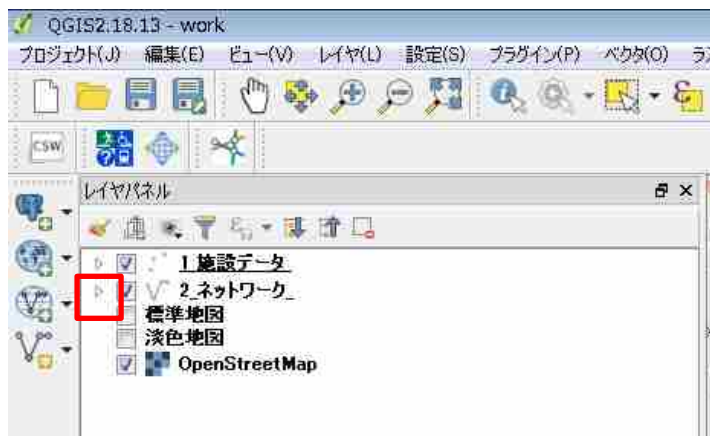 QGIS2.18.13 - work
プロジェクト(J) 編集(E) ビュー(V) レイヤ(L) 設定(S) プラグイン(P) ベクタ(O)
CSW
レイヤパネル
1_施設データ_
2_ネットワーク_
標準地図
淡色地図
OpenStreetMap